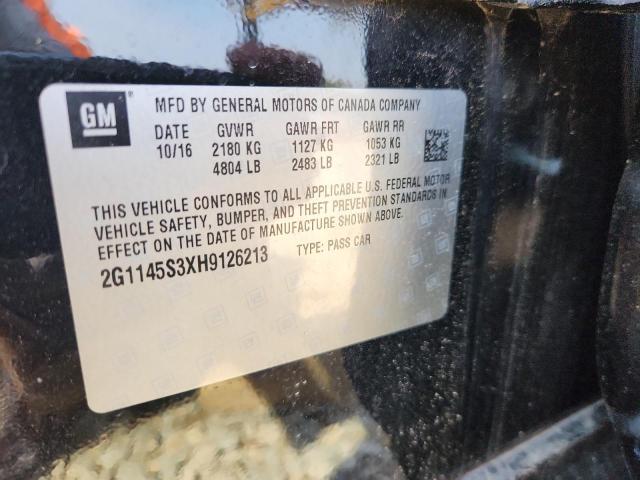 GM
MFD BY GENERAL MOTORS OF CANADA COMPANY
DATE GVWR GAWR FRT GAWR RR
10/16 2180 KG 1127 KG 1053 KG
4804 LB 2483 LB 2321 LB
THIS VEHICLE CONFORMS TO ALL APPLICABLE U.S. FEDERAL MOTOR
VEHICLE SAFETY, BUMPER, AND THEFT PREVENTION STANDARDS IN
EFFECT ON THE DATE OF MANUFACTURE SHOWN ABOVE.
2G1145S3XH9126213 TYPE: PASS CAR